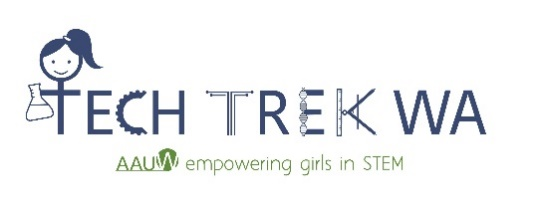 TECH TREK WA
AAUW empowering girls in STEM